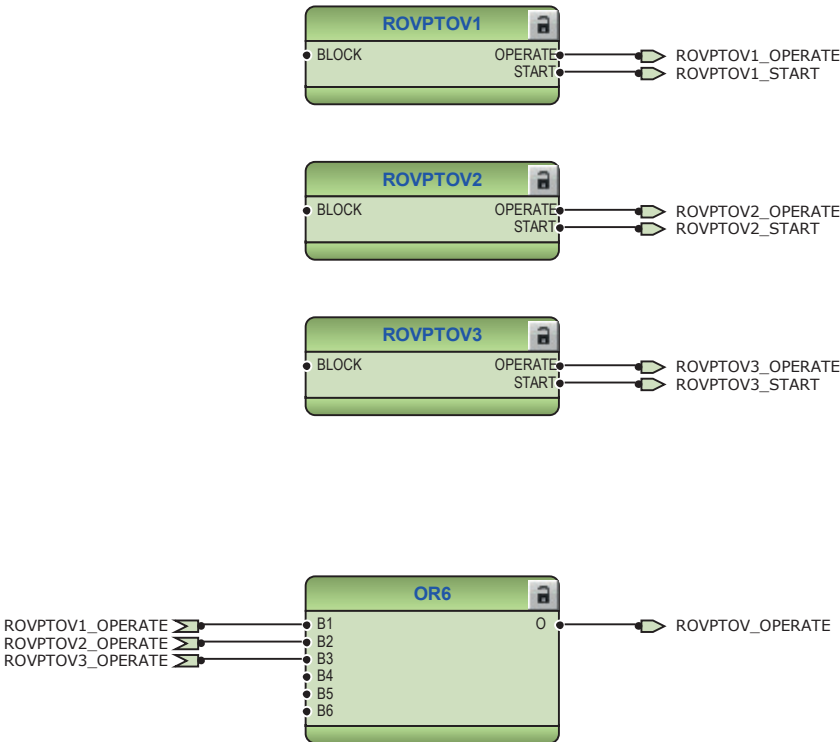 ROVPTOV1
BLOCK OPERATE ROVPTOV1_OPERATE
START ROVPTOV1_START
ROVPTOV2
BLOCK OPERATE ROVPTOV2_OPERATE
START ROVPTOV2_START
ROVPTOV3
BLOCK OPERATE ROVPTOV3_OPERATE
START ROVPTOV3_START
OR6
ROVPTOV1_OPERATE B1 O ROVPTOV_OPERATE
ROVPTOV2_OPERATE B2
ROVPTOV3_OPERATE B3
B4
B5
B6